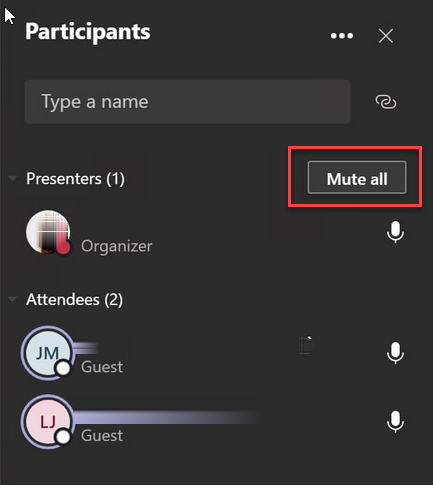 Participants
Type a name
Presenters (1)
Mute all
Organizer
Attendees (2)
JM
Guest
LJ
Guest